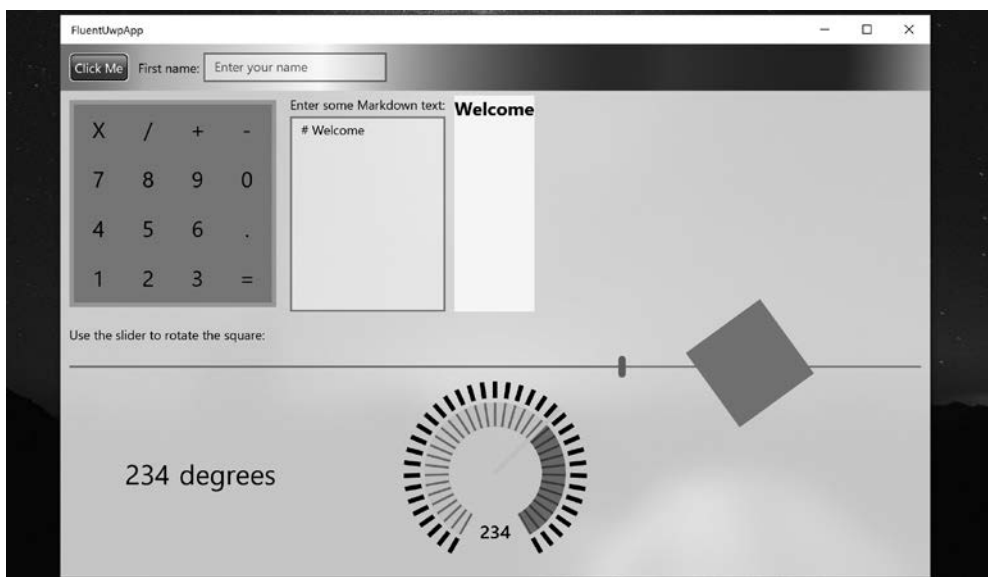 FluentUwpApp
Click Me First name: Enter your name
X / + -
7 8 9 0
4 5 6 .
1 2 3 =
Enter some Markdown text:
# Welcome
Welcome
Use the slider to rotate the square:
234 degrees
234